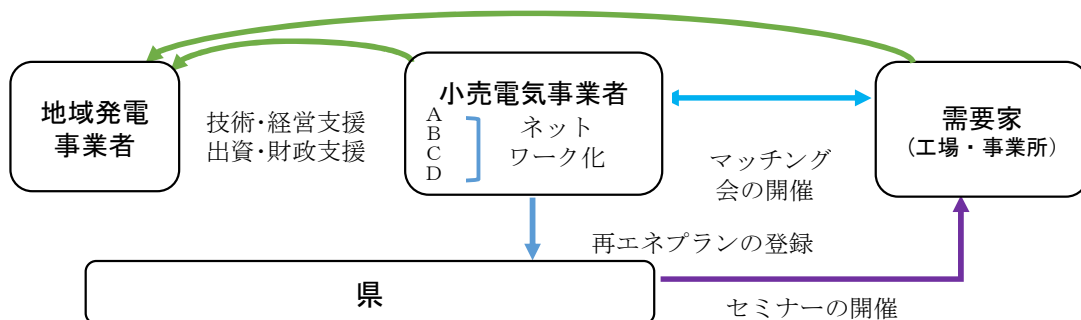 地域発電
事業者
技術・経営支援
出資・財政支援
小売電気事業者
A
B
C
D
ネット
ワーク化
マッチング
会の開催
需要家
（工場・事業所）
再エネプランの登録
県
セミナーの開催